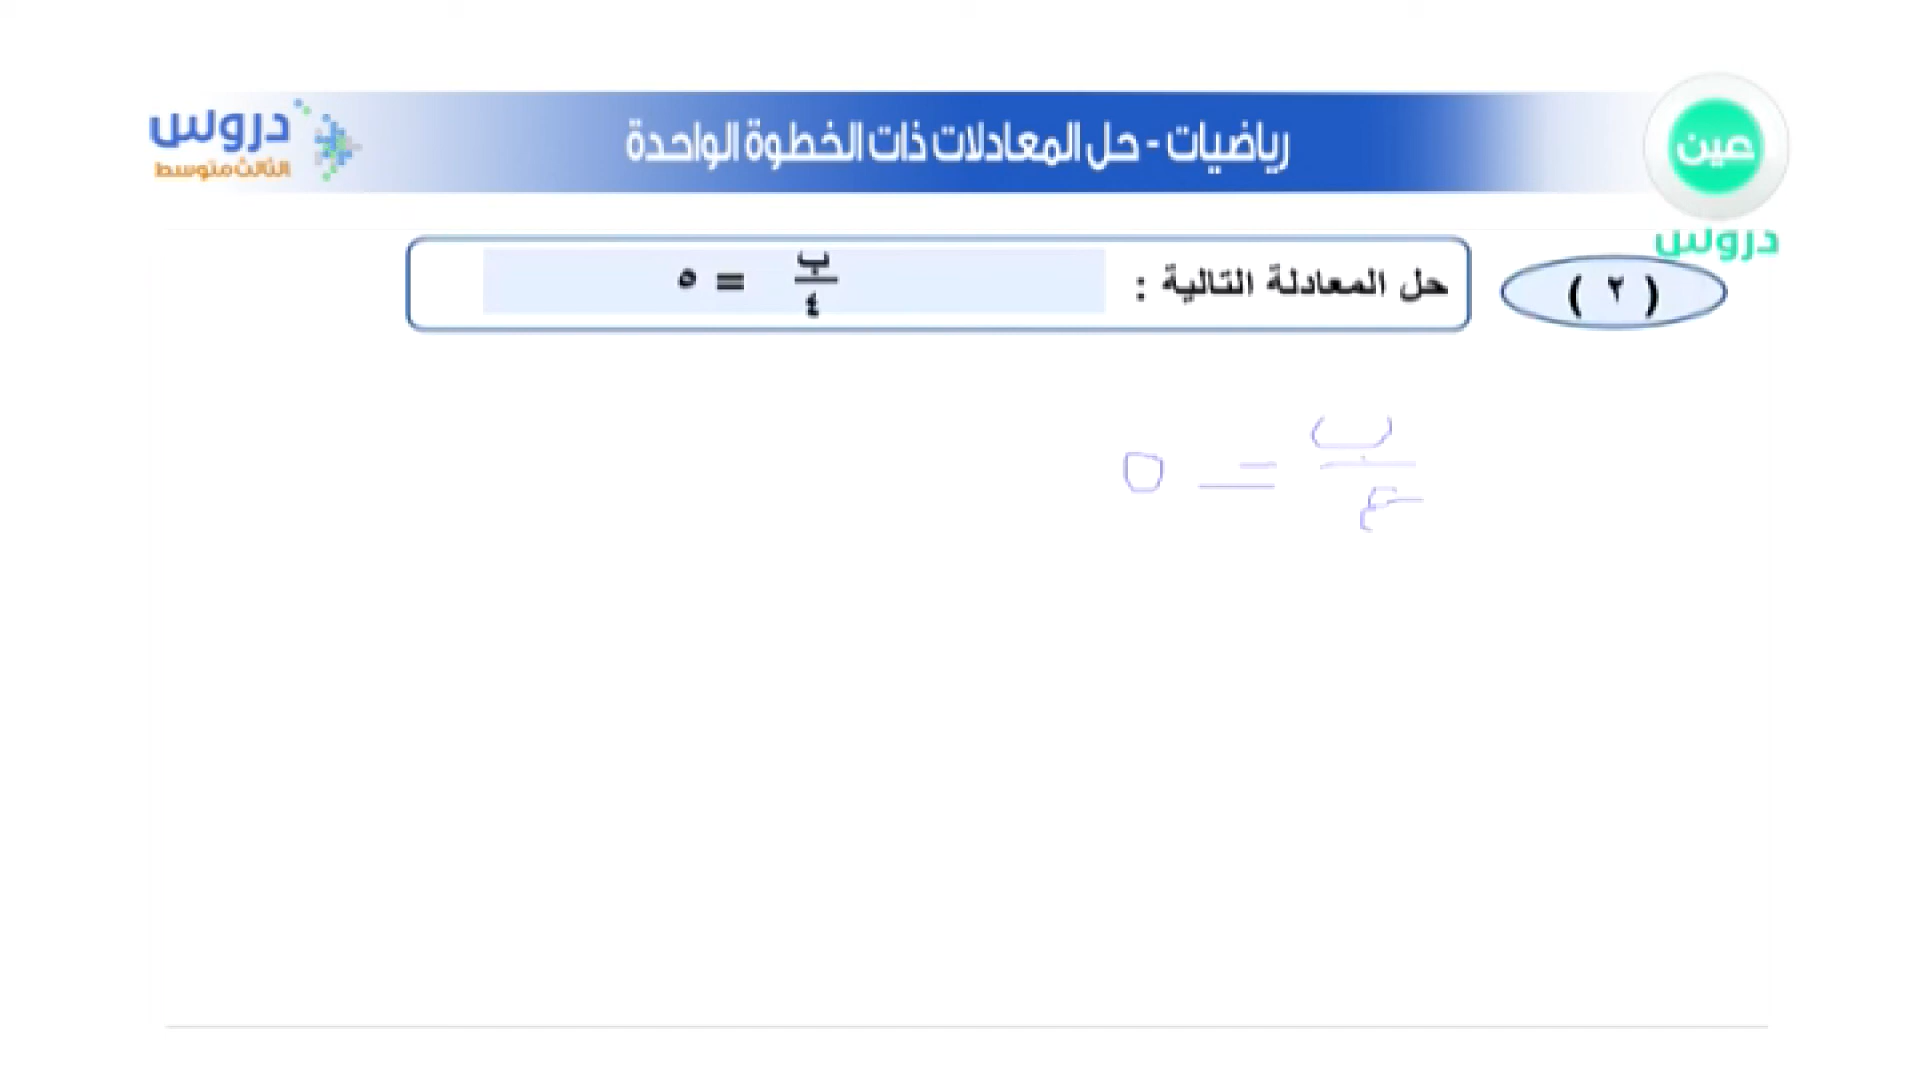 رياضيات - حل المعادلات ذات الخطوة الواحدة
عين
دروس
دروس
الثالث متوسط
( ٢ )
حل المعادلة التالية : ب/٤ = ٥
ب/٤ = ٥